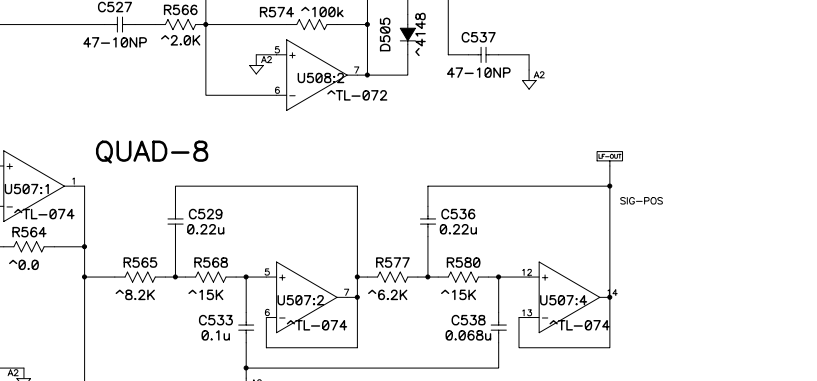 C527
R566
R574 ^100k
D505
^4148
C537
47-10NP
^2.0K
5
+
A2
U508:2
7
6
−
^TL-072
47-10NP
A2
QUAD-8
LF-OUT
+
1
U507:1
−
^TL-074
SIG-POS
C529
0.22u
C536
0.22u
R564
^0.0
R565
^8.2K
R568
^15K
5
+
U507:2
7
6
−
^TL-074
R577
^6.2K
R580
^15K
12
+
U507:4
14
13
−
^TL-074
C533
0.1u
C538
0.068u
A2